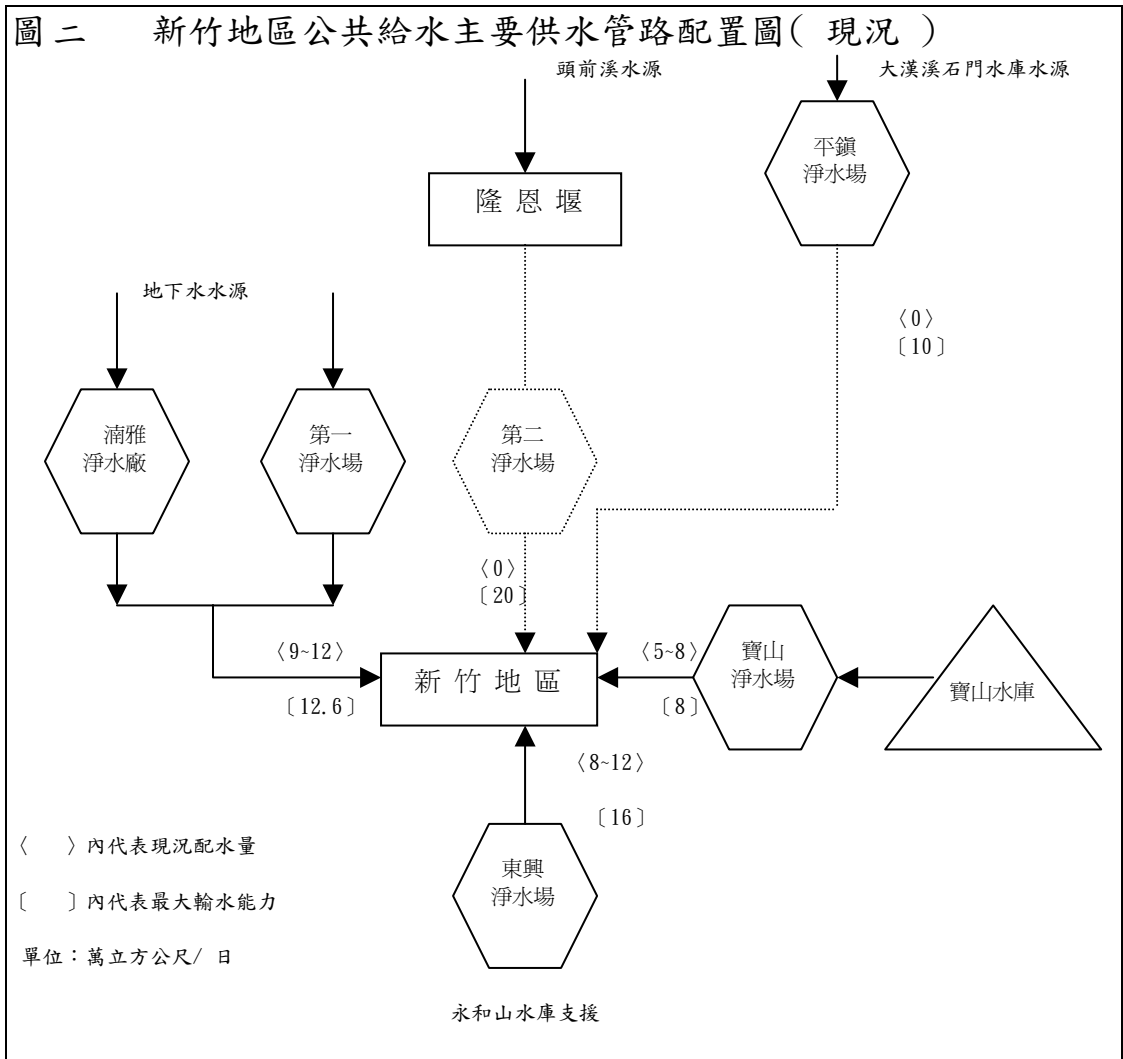 圖二 新竹地區公共給水主要供水管路配置圖( 現況 )
頭前溪水源
大漢溪石門水庫水源
平鎮
淨水場
隆恩堰
地下水水源
〈0〉
〔10〕
湳雅
淨水廠
第一
淨水場
第二
淨水場
〈0〉
〔20〕
〈9~12〉
〔12.6〕
新竹地區
〈5~8〉
〔8〕
寶山
淨水場
寶山水庫
〈8~12〉
〔16〕
東興
淨水場
永和山水庫支援
〈 〉內代表現況配水量
〔 〕內代表最大輸水能力
單位：萬立方公尺/ 日